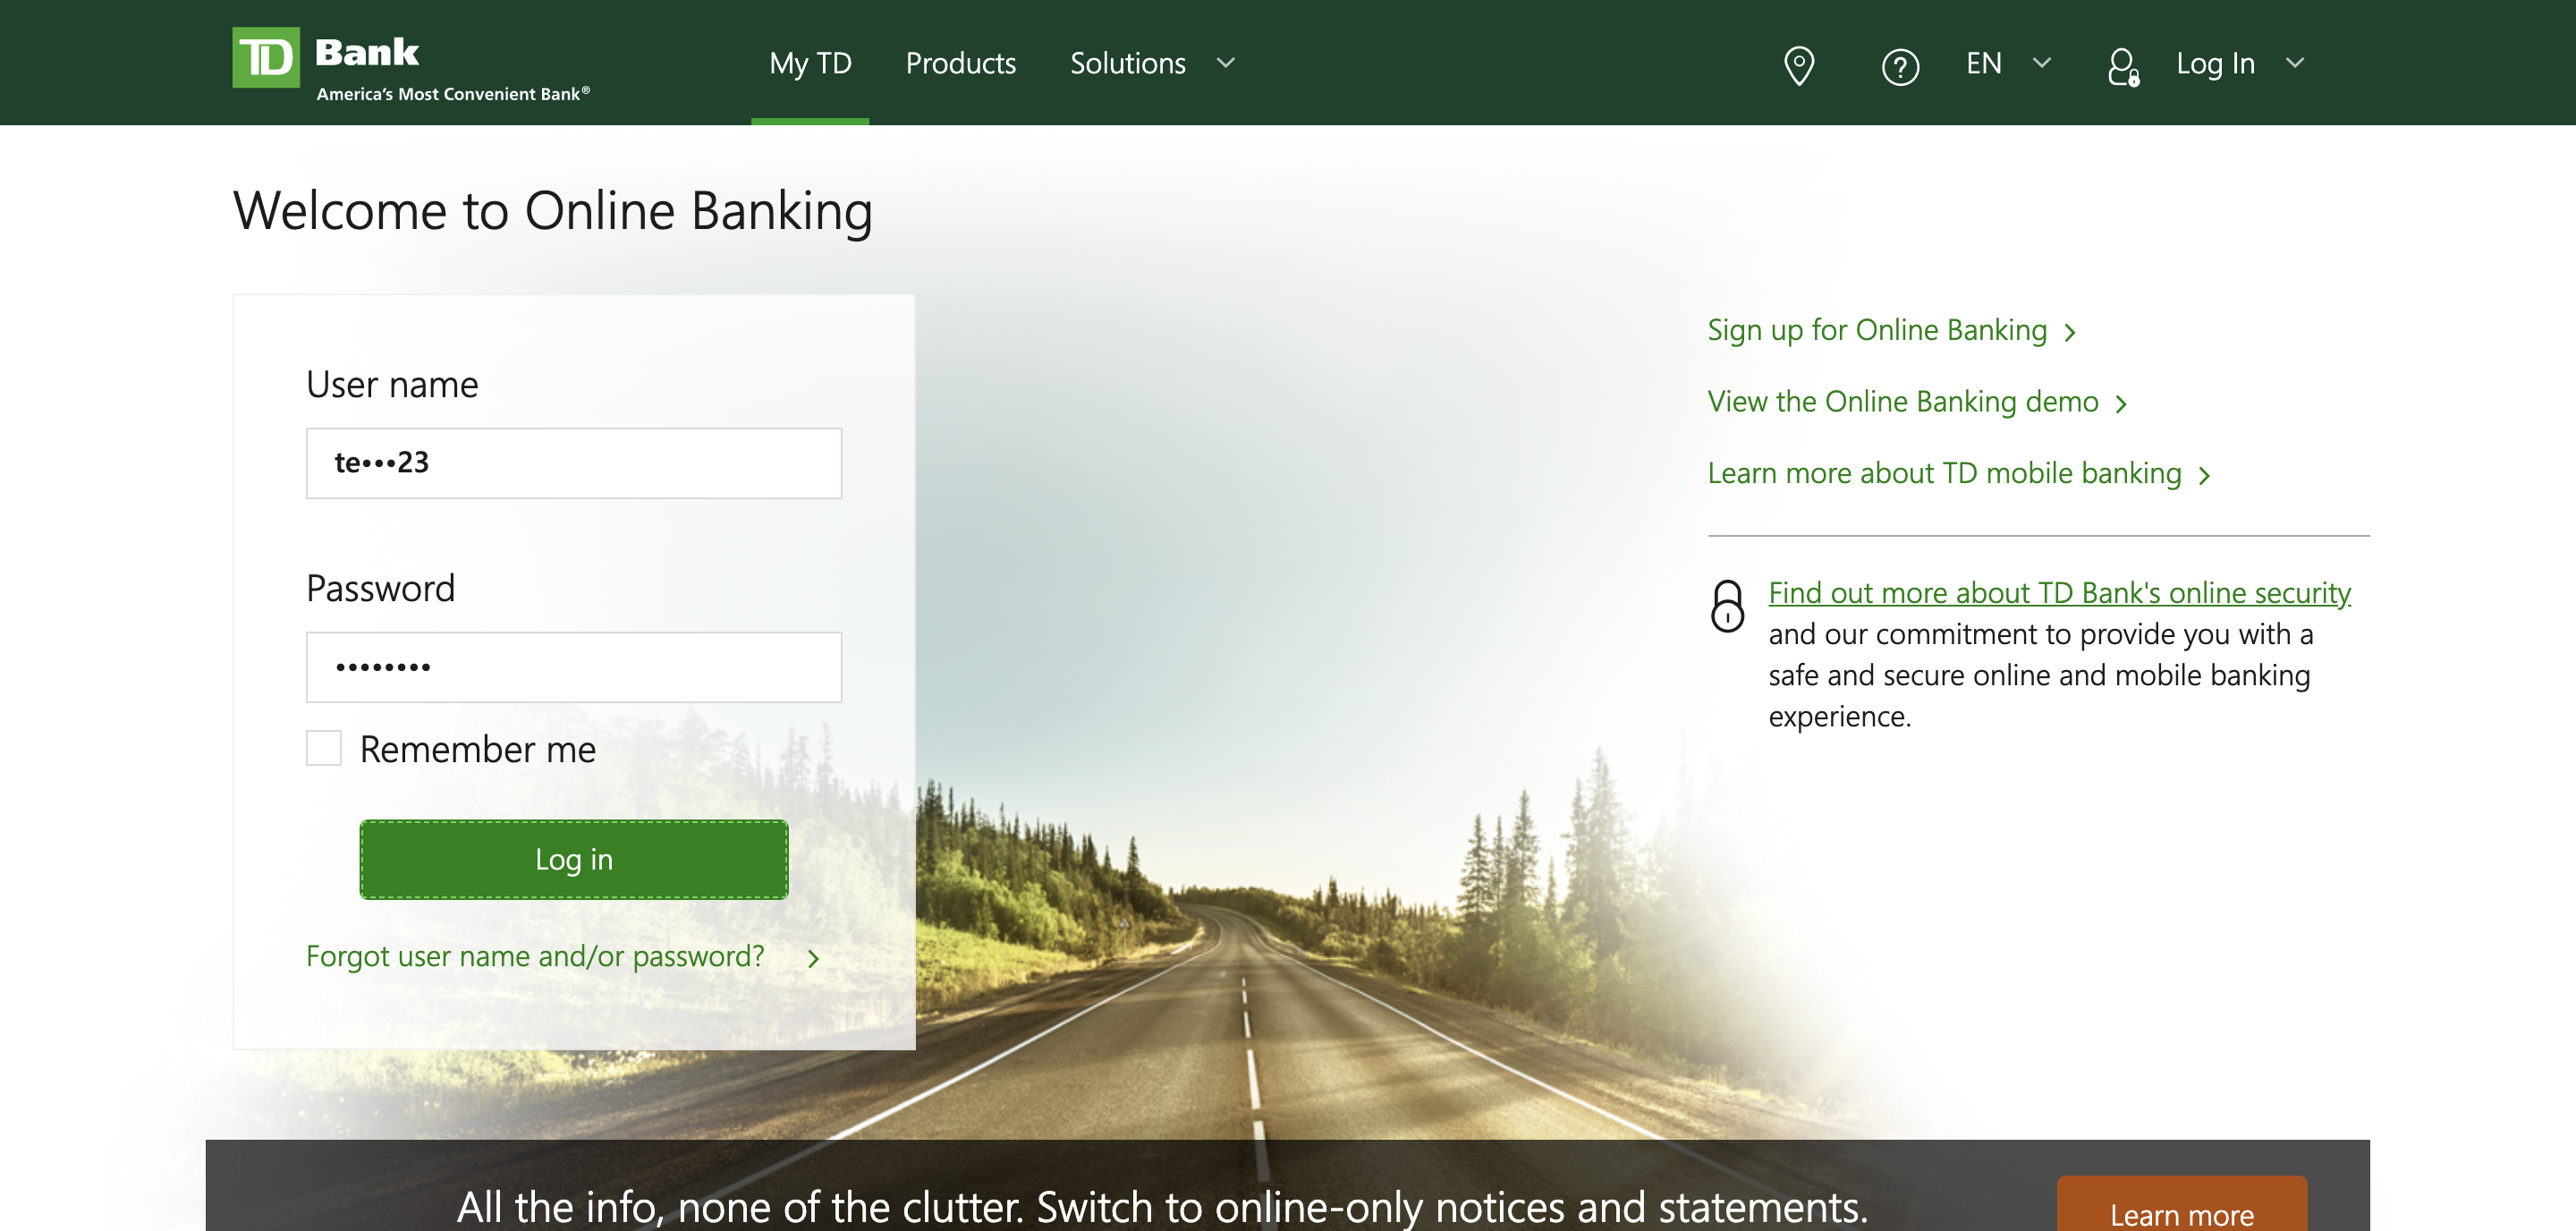 TD Bank
America's Most Convenient Bank®
My TD Products Solutions
EN Log In
Welcome to Online Banking
User name
te•••23
Password
••••••••
Remember me
Log in
Forgot user name and/or password?
Sign up for Online Banking
View the Online Banking demo
Learn more about TD mobile banking
Find out more about TD Bank's online security
and our commitment to provide you with a
safe and secure online and mobile banking
experience.
All the info, none of the clutter. Switch to online-only notices and statements.
Learn more